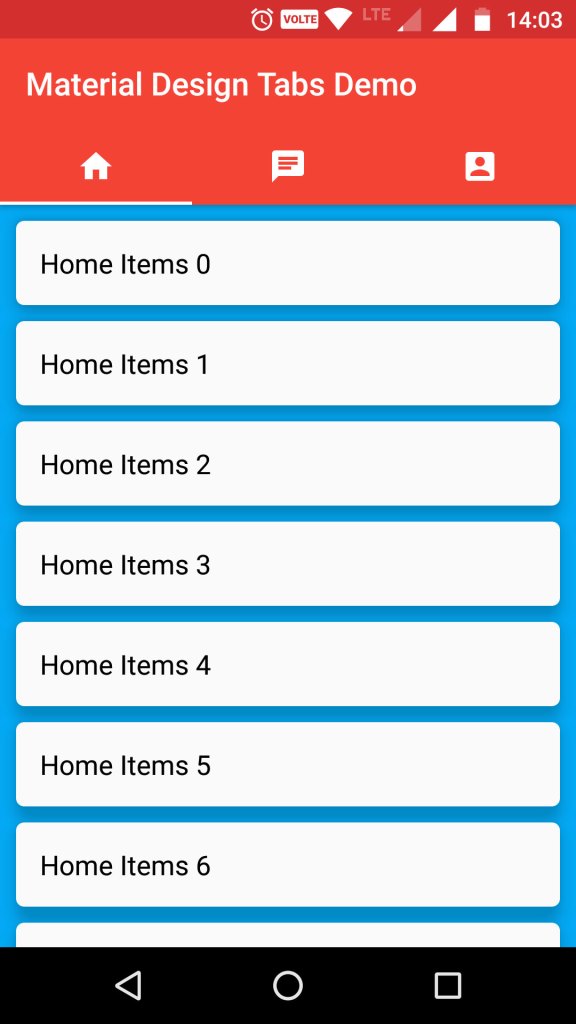 VOLTE LTE 14:03
Material Design Tabs Demo
Home Items 0
Home Items 1
Home Items 2
Home Items 3
Home Items 4
Home Items 5
Home Items 6